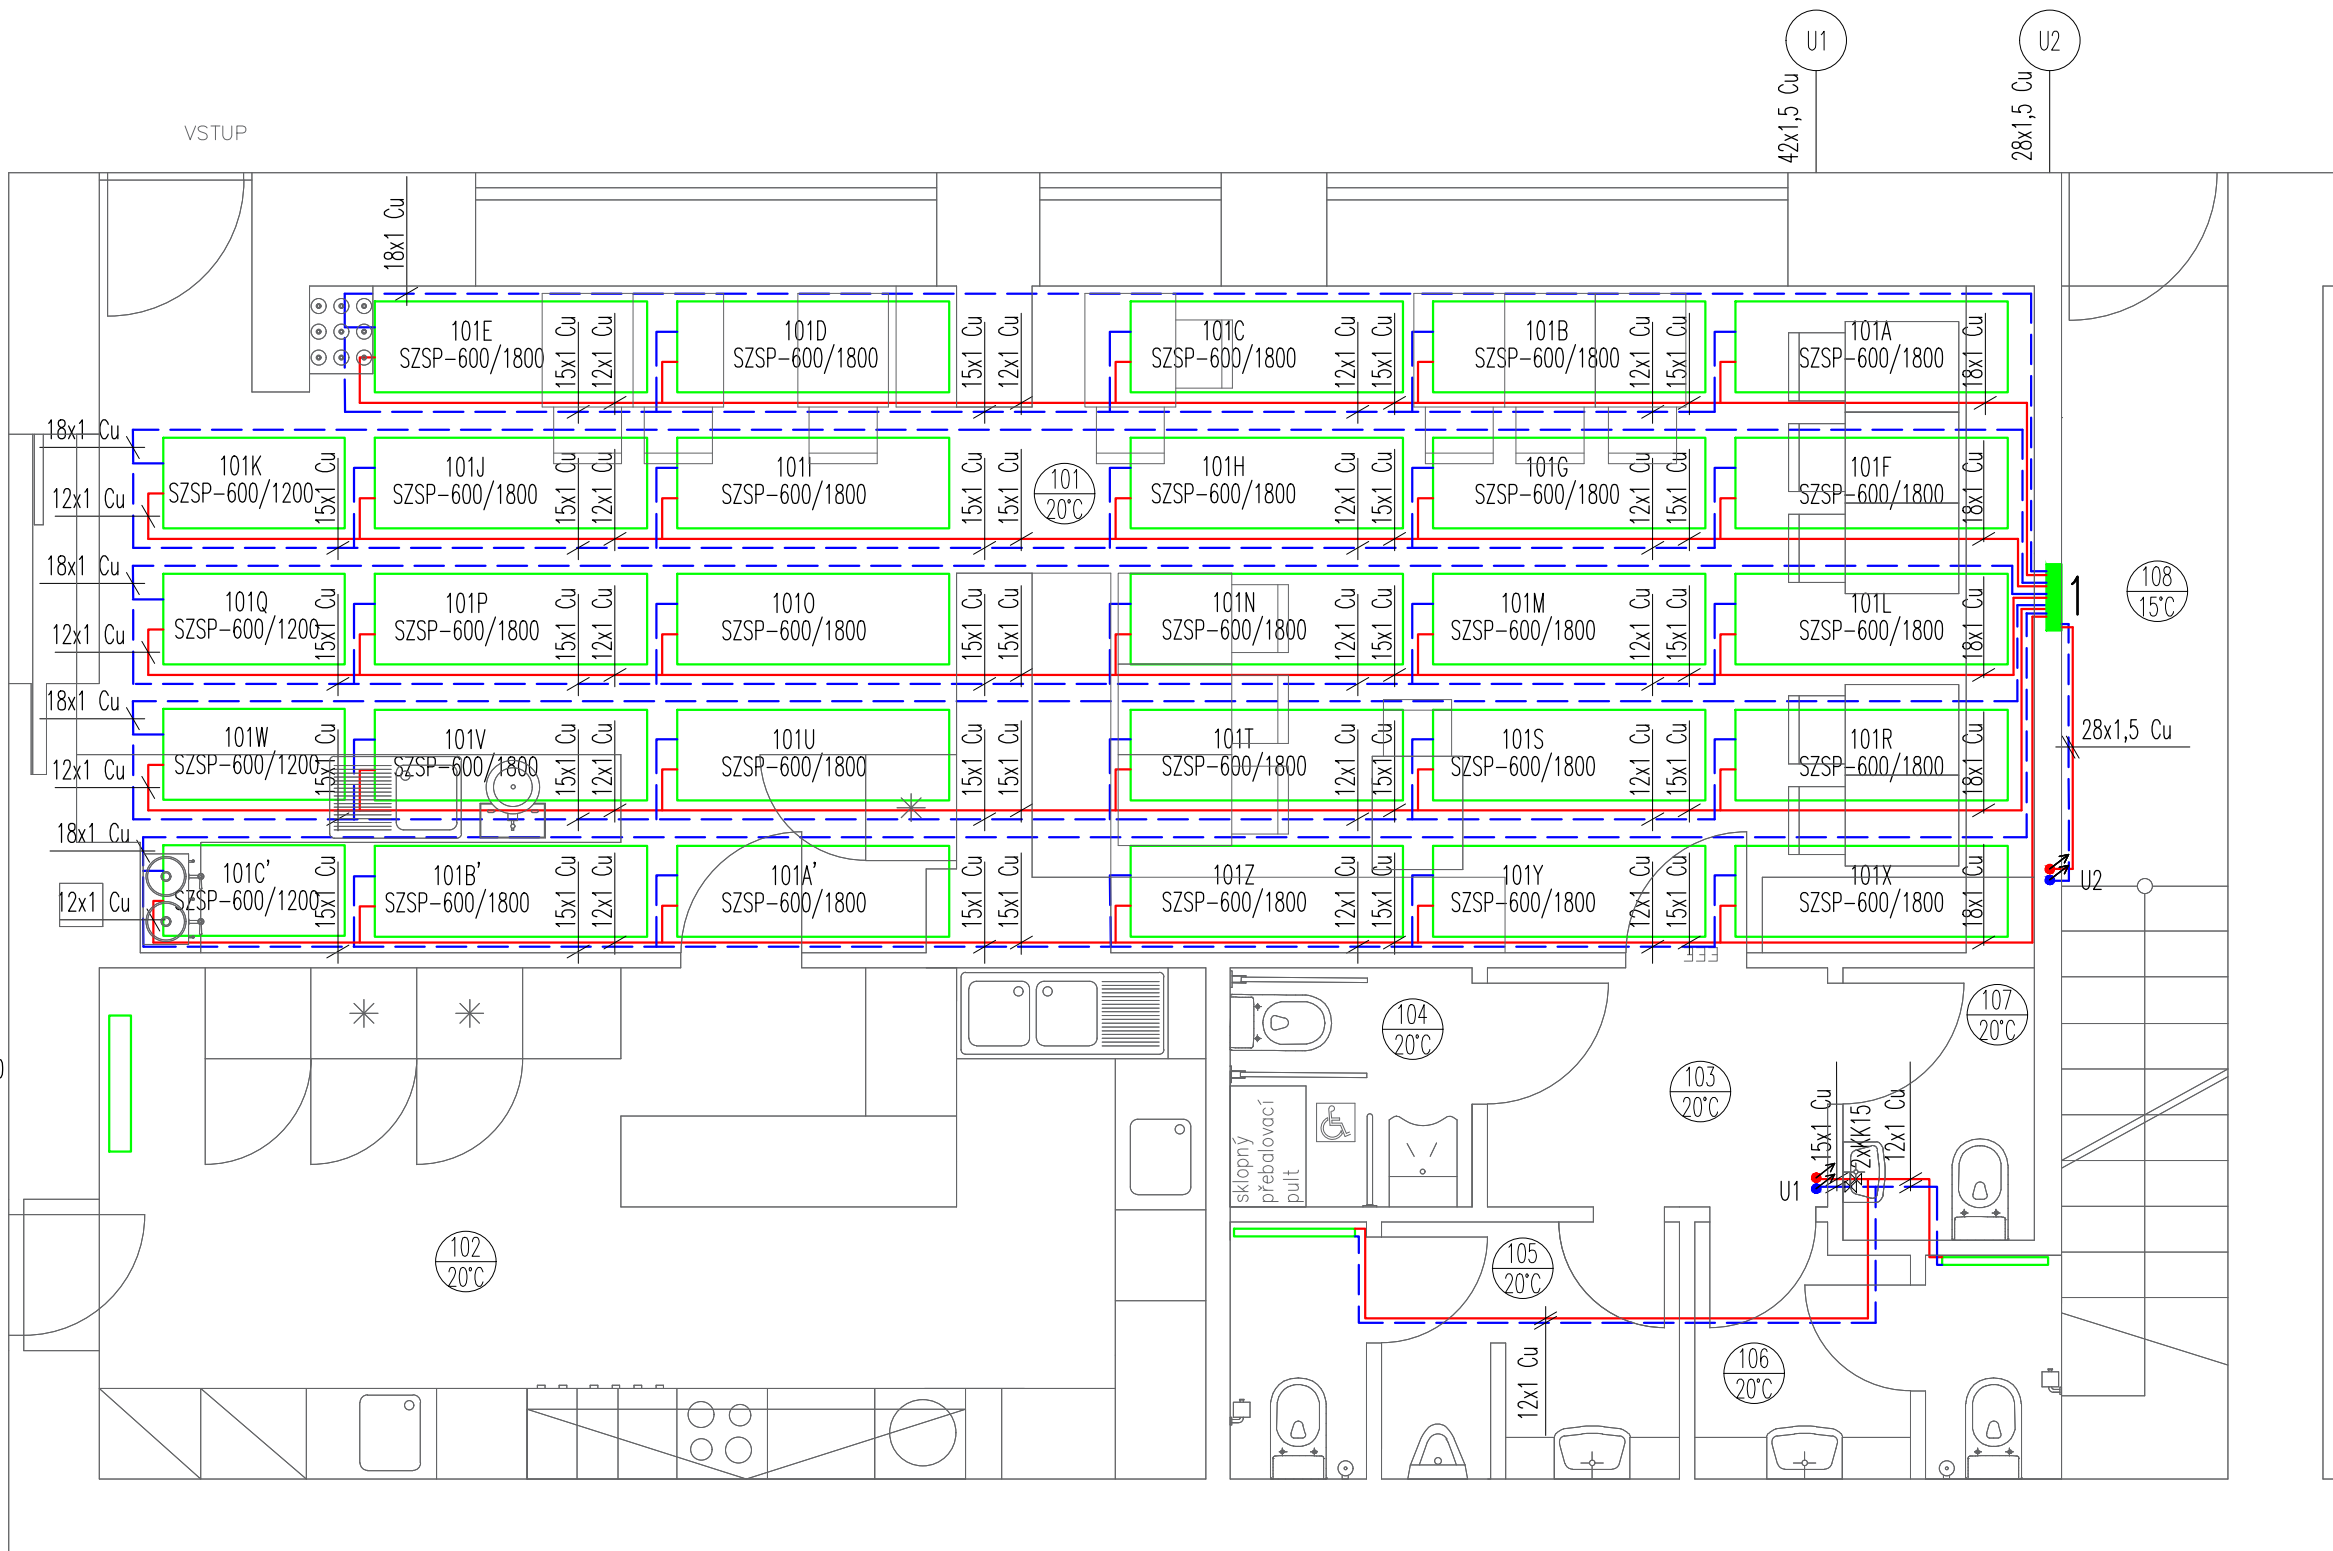 U1
U2
42x1,5 Cu
28x1,5 Cu
VSTUP
18x1 Cu
101E
SZSP-600/1800
15x1 Cu
12x1 Cu
101D
SZSP-600/1800
15x1 Cu
12x1 Cu
101C
SZSP-600/1800
12x1 Cu
15x1 Cu
101B
SZSP-600/1800
12x1 Cu
15x1 Cu
101A
SZSP-600/1800
18x1 Cu
18x1 Cu
12x1 Cu
101K
SZSP-600/1200
15x1 Cu
101J
SZSP-600/1800
15x1 Cu
12x1 Cu
101I
SZSP-600/1800
15x1 Cu
15x1 Cu
101
20°C
101H
SZSP-600/1800
12x1 Cu
15x1 Cu
101G
SZSP-600/1800
12x1 Cu
15x1 Cu
101F
SZSP-600/1800
18x1 Cu
18x1 Cu
12x1 Cu
101Q
SZSP-600/1200
15x1 Cu
101P
SZSP-600/1800
15x1 Cu
12x1 Cu
101O
SZSP-600/1800
15x1 Cu
15x1 Cu
101N
SZSP-600/1800
12x1 Cu
15x1 Cu
101M
SZSP-600/1800
12x1 Cu
15x1 Cu
101L
SZSP-600/1800
18x1 Cu
1
108
15°C
18x1 Cu
12x1 Cu
101W
SZSP-600/1200
15x1 Cu
101V
SZSP-600/1800
15x1 Cu
12x1 Cu
101U
SZSP-600/1800
15x1 Cu
15x1 Cu
101T
SZSP-600/1800
12x1 Cu
15x1 Cu
101S
SZSP-600/1800
12x1 Cu
15x1 Cu
101R
SZSP-600/1800
18x1 Cu
28x1,5 Cu
18x1 Cu
12x1 Cu
101C'
SZSP-600/1200
15x1 Cu
101B'
SZSP-600/1800
15x1 Cu
12x1 Cu
101A'
SZSP-600/1800
15x1 Cu
15x1 Cu
101Z
SZSP-600/1800
12x1 Cu
15x1 Cu
101Y
SZSP-600/1800
12x1 Cu
15x1 Cu
101X
SZSP-600/1800
18x1 Cu
U2
104
20°C
107
20°C
103
20°C
sklopný
přebalovací
pult
15x1 Cu
2xKK15
12x1 Cu
U1
102
20°C
105
20°C
12x1 Cu
106
20°C